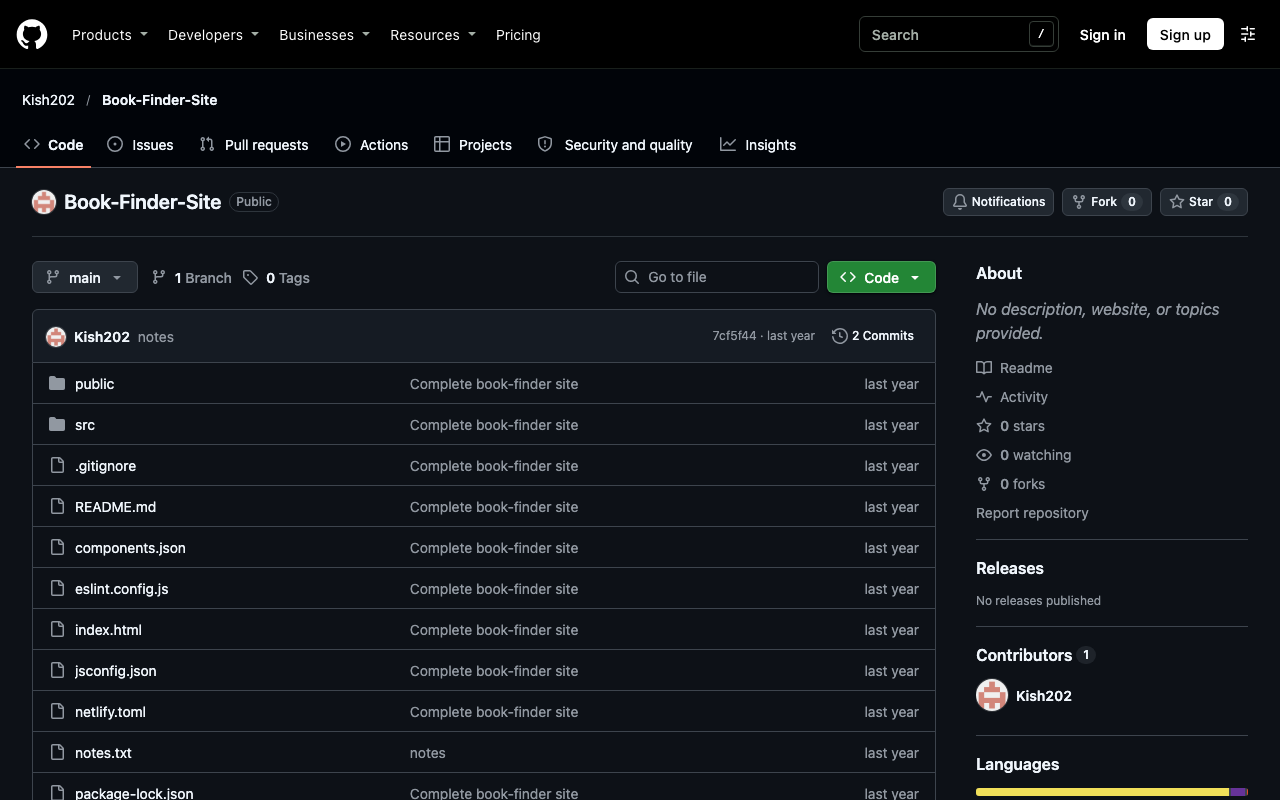 Products Developers Businesses Resources Pricing Search / Sign in Sign up
Kish202 / Book-Finder-Site
Code Issues Pull requests Actions Projects Security and quality Insights
Book-Finder-Site Public Notifications Fork 0 Star 0
main 1 Branch 0 Tags Go to file Code
Kish202 notes 7cf5f44 · last year 2 Commits
public Complete book-finder site last year
src Complete book-finder site last year
.gitignore Complete book-finder site last year
README.md Complete book-finder site last year
components.json Complete book-finder site last year
eslint.config.js Complete book-finder site last year
index.html Complete book-finder site last year
jsconfig.json Complete book-finder site last year
netlify.toml Complete book-finder site last year
notes.txt notes last year
package-lock.json Complete book-finder site last year
About
No description, website, or topics
provided.
Readme
Activity
0 stars
0 watching
0 forks
Report repository
Releases
No releases published
Contributors 1
Kish202
Languages